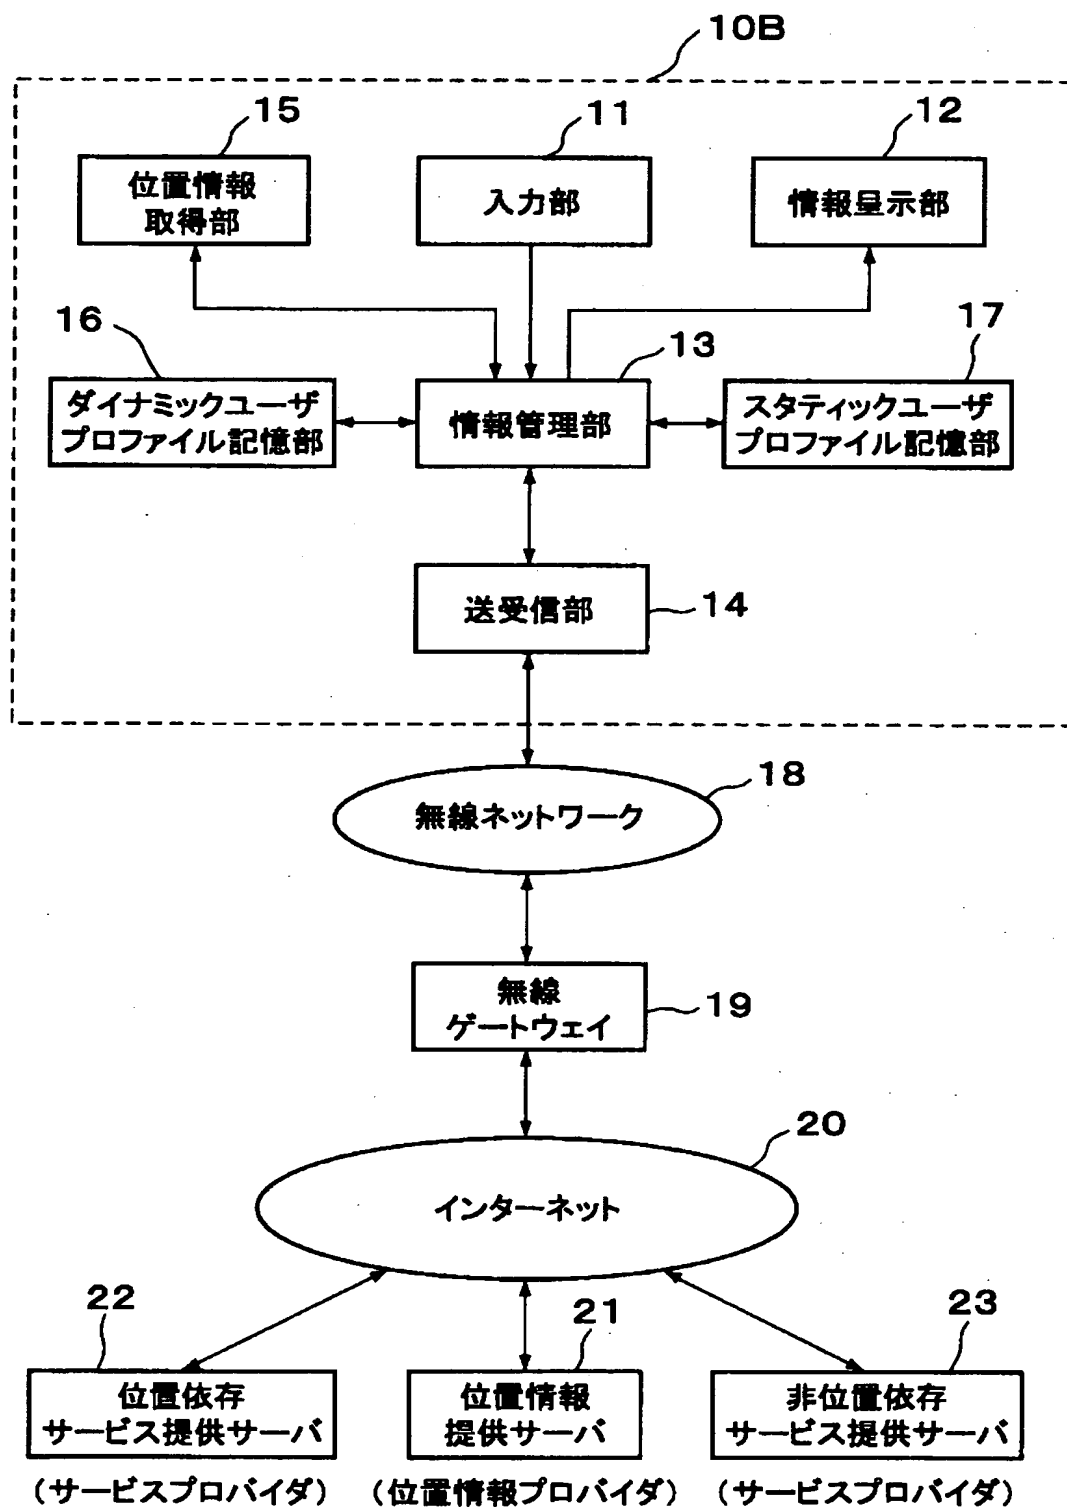 10B
15
11
12
位置情報
取得部
入力部
情報呈示部
16
13
17
ダイナミックユーザ
プロファイル記憶部
情報管理部
スタティックユーザ
プロファイル記憶部
送受信部
14
18
無線ネットワーク
無線
ゲートウェイ
19
20
インターネット
22
21
23
位置依存
サービス提供サーバ
位置情報
提供サーバ
非位置依存
サービス提供サーバ
(サービスプロバイダ)
(位置情報プロバイダ)
(サービスプロバイダ)